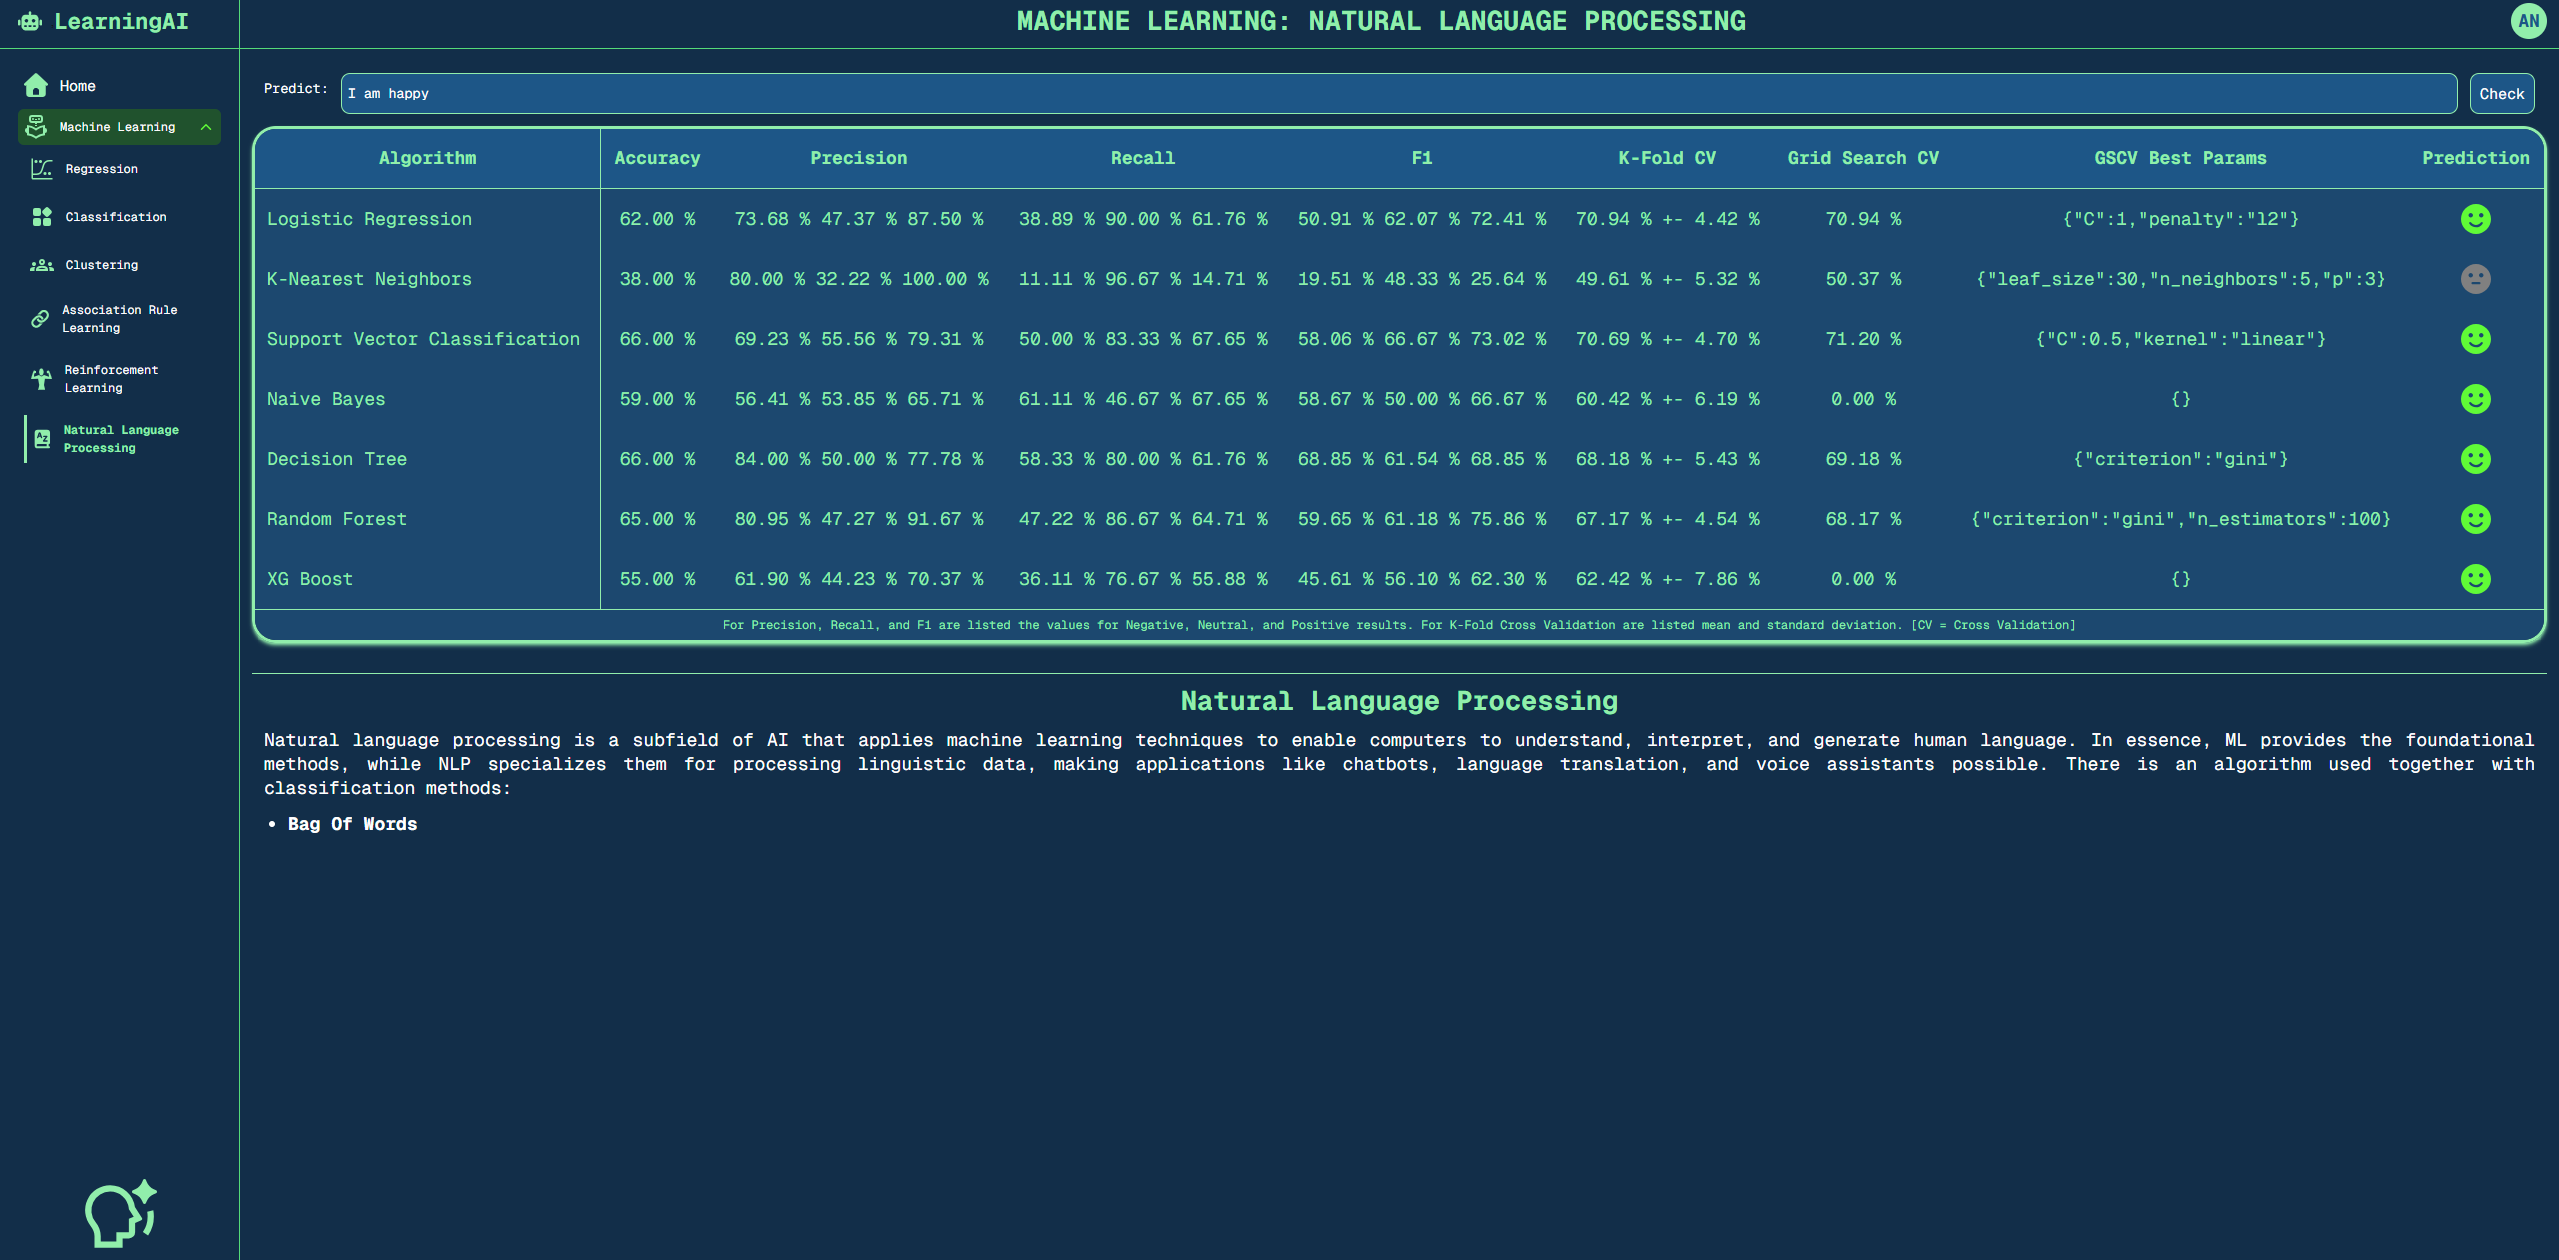 LearningAI
MACHINE LEARNING: NATURAL LANGUAGE PROCESSING
AN
Home
Machine Learning
Regression
Classification
Clustering
Association Rule
Learning
Reinforcement
Learning
Natural Language
Processing
Predict:
I am happy
Check
Algorithm Accuracy Precision Recall F1 K-Fold CV Grid Search CV GSCV Best Params Prediction
Logistic Regression 62.00 % 73.68 % 47.37 % 87.50 % 38.89 % 90.00 % 61.76 % 50.91 % 62.07 % 72.41 % 70.94 % +- 4.42 % 70.94 % {"C":1,"penalty":"l2"}
K-Nearest Neighbors 38.00 % 80.00 % 32.22 % 100.00 % 11.11 % 96.67 % 14.71 % 19.51 % 48.33 % 25.64 % 49.61 % +- 5.32 % 50.37 % {"leaf_size":30,"n_neighbors":5,"p":3}
Support Vector Classification 66.00 % 69.23 % 55.56 % 79.31 % 50.00 % 83.33 % 67.65 % 58.06 % 66.67 % 73.02 % 70.69 % +- 4.70 % 71.20 % {"C":0.5,"kernel":"linear"}
Naive Bayes 59.00 % 56.41 % 53.85 % 65.71 % 61.11 % 46.67 % 67.65 % 58.67 % 50.00 % 66.67 % 60.42 % +- 6.19 % 0.00 % {}
Decision Tree 66.00 % 84.00 % 50.00 % 77.78 % 58.33 % 80.00 % 61.76 % 68.85 % 61.54 % 68.85 % 68.18 % +- 5.43 % 69.18 % {"criterion":"gini"}
Random Forest 65.00 % 80.95 % 47.27 % 91.67 % 47.22 % 86.67 % 64.71 % 59.65 % 61.18 % 75.86 % 67.17 % +- 4.54 % 68.17 % {"criterion":"gini","n_estimators":100}
XG Boost 55.00 % 61.90 % 44.23 % 70.37 % 36.11 % 76.67 % 55.88 % 45.61 % 56.10 % 62.30 % 62.42 % +- 7.86 % 0.00 % {}
For Precision, Recall, and F1 are listed the values for Negative, Neutral, and Positive results. For K-Fold Cross Validation are listed mean and standard deviation. [CV = Cross Validation]
Natural Language Processing
Natural language processing is a subfield of AI that applies machine learning techniques to enable computers to understand, interpret, and generate human language. In essence, ML provides the foundational
methods, while NLP specializes them for processing linguistic data, making applications like chatbots, language translation, and voice assistants possible. There is an algorithm used together with
classification methods:
• Bag Of Words